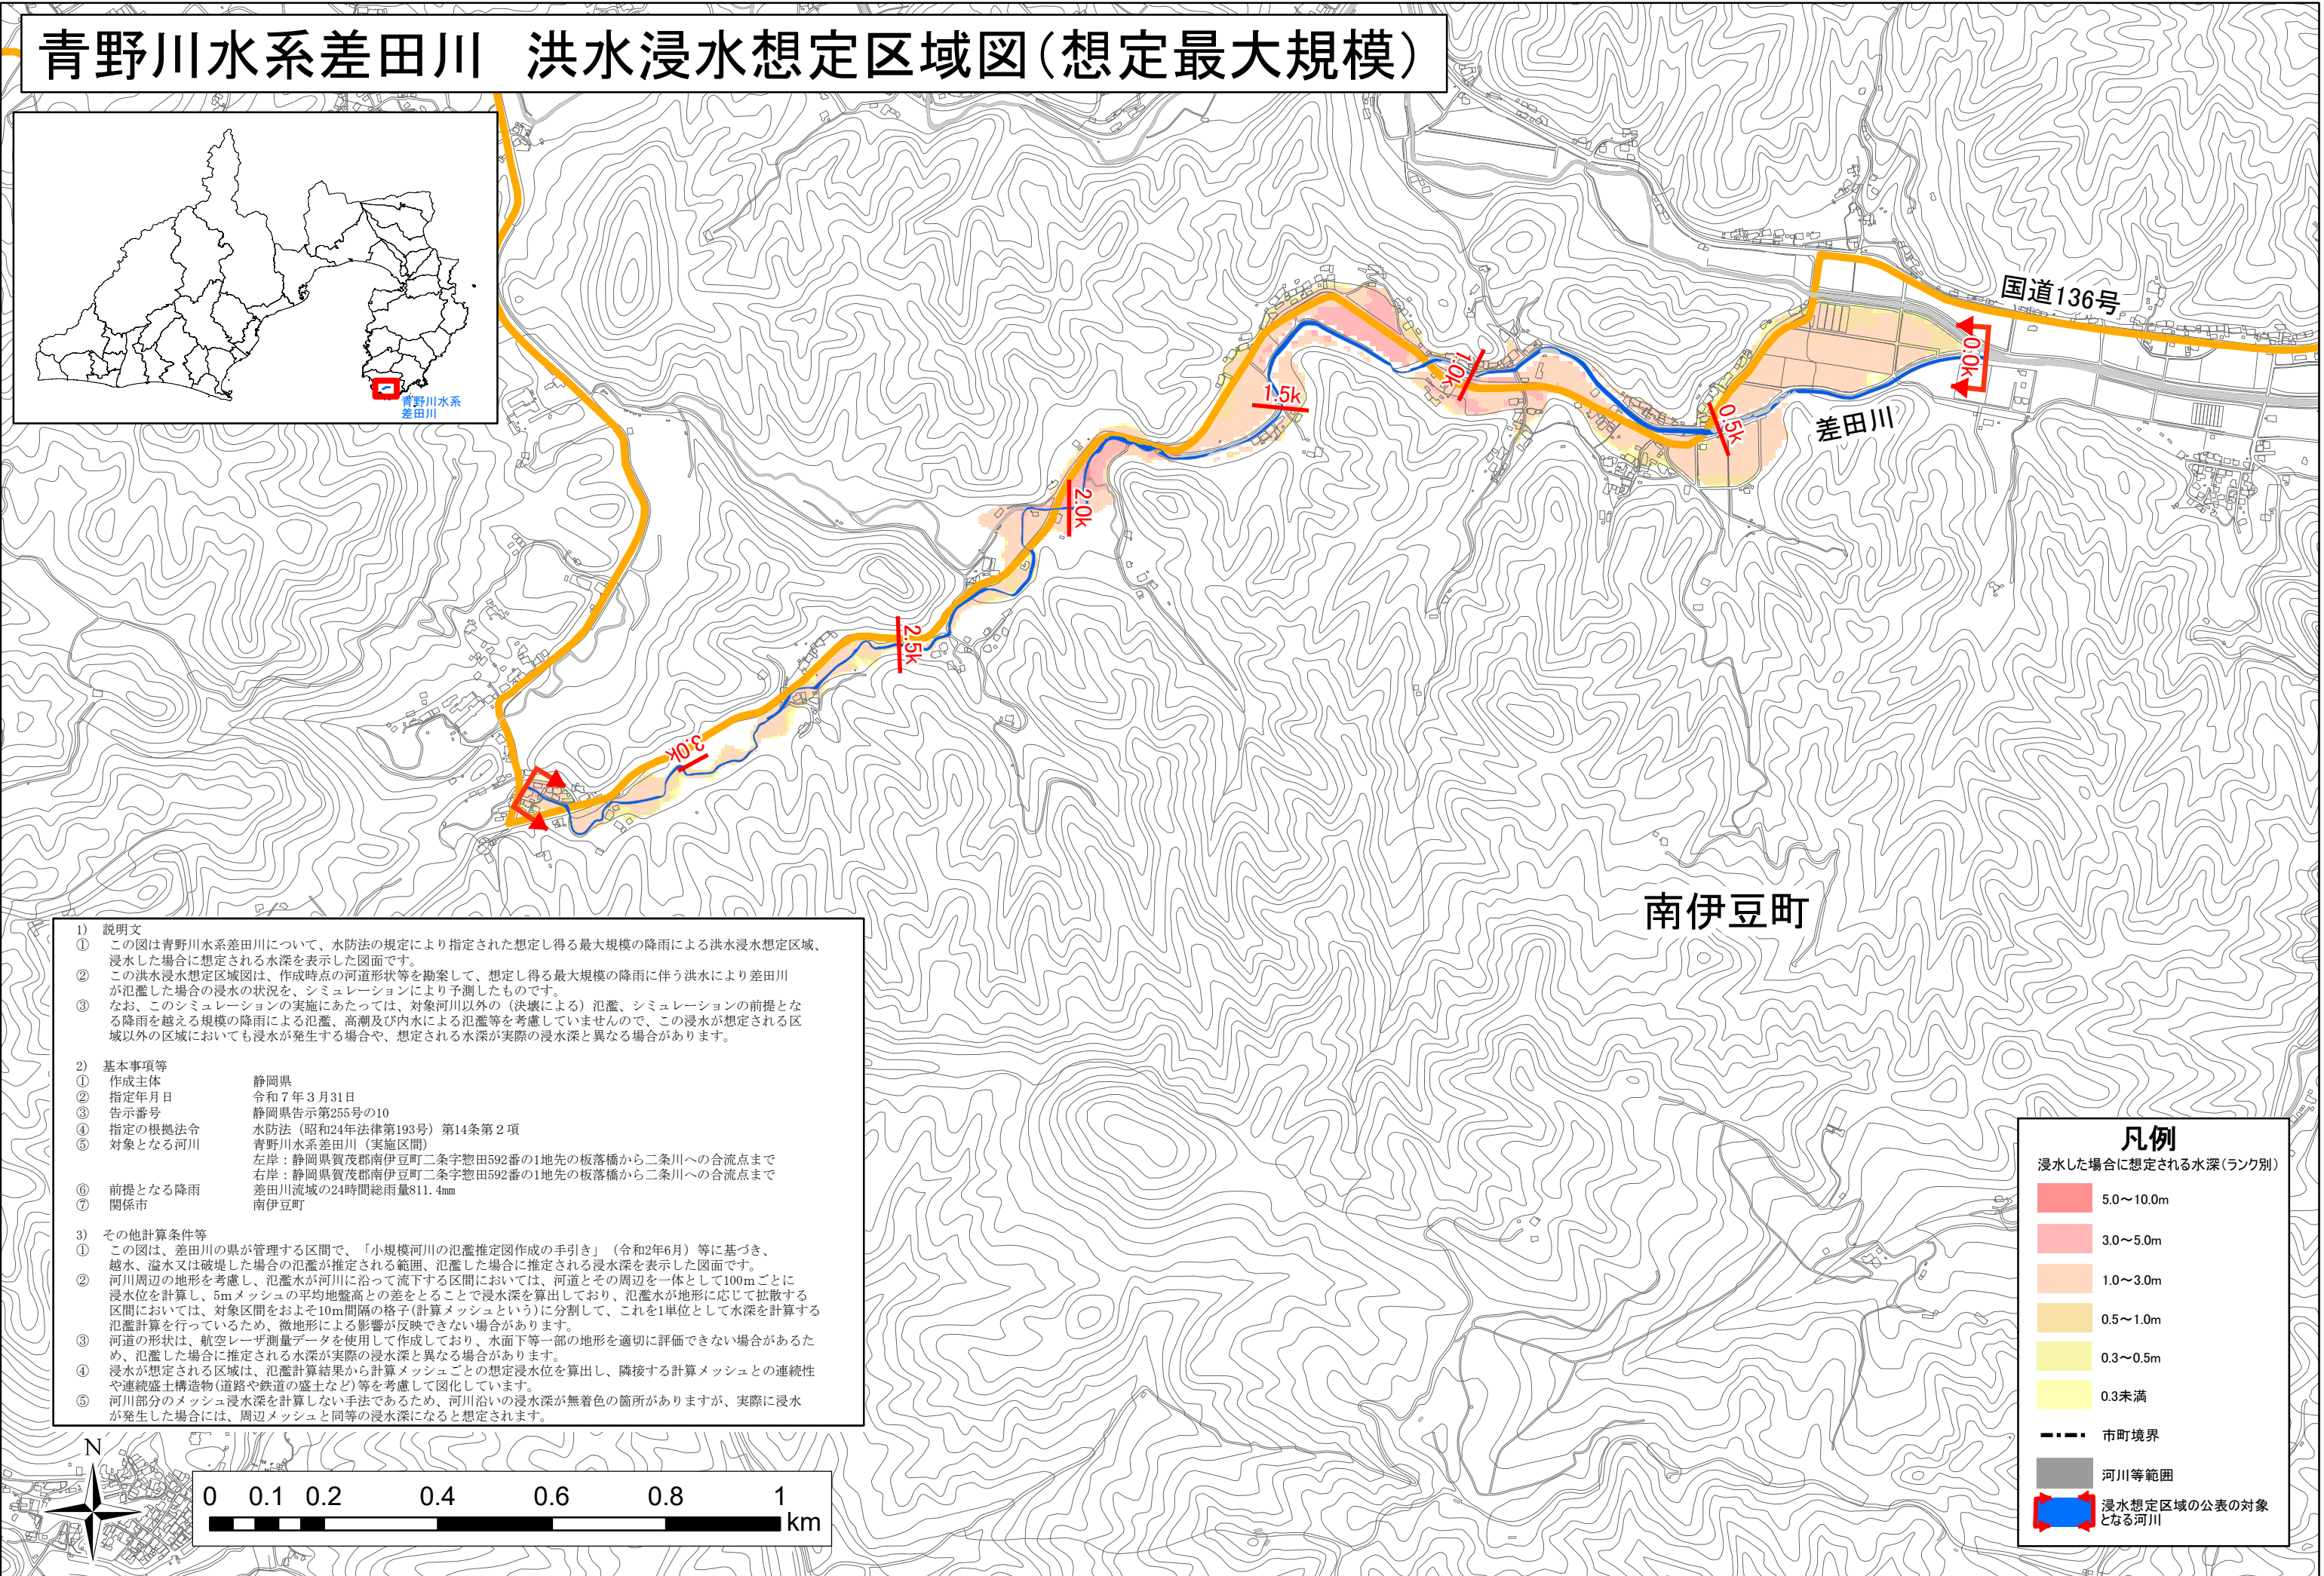 青野川水系差田川　洪水浸水想定区域図(想定最大規模)
青野川水系
差田川
国道136号
0.0k
差田川
0.5k
1.0k
1.5k
2.0k
2.5k
3.0k
南伊豆町
1)　説明文
①　この図は青野川水系差田川について、水防法の規定により指定された想定し得る最大規模の降雨による洪水浸水想定区域、
浸水した場合に想定される水深を表示した図面です。
②　この洪水浸水想定区域図は、作成時点の河道形状等を勘案して、想定し得る最大規模の降雨に伴う洪水により差田川
が氾濫した場合の浸水の状況を、シミュレーションにより予測したものです。
③　なお、このシミュレーションの実施にあたっては、対象河川以外の（決壊による）氾濫、シミュレーションの前提とな
る降雨を越える規模の降雨による氾濫、高潮及び内水による氾濫等を考慮していませんので、この浸水が想定される区
域以外の区域においても浸水が発生する場合や、想定される水深が実際の浸水深と異なる場合があります。
2)　基本事項等
①　作成主体　静岡県
②　指定年月日　令和７年３月31日
③　告示番号　静岡県告示第255号の10
④　指定の根拠法令　水防法（昭和24年法律第193号）第14条第２項
⑤　対象となる河川　青野川水系差田川（実施区間）
左岸：静岡県賀茂郡南伊豆町二条字惣田592番の1地先の板落橋から二条川への合流点まで
右岸：静岡県賀茂郡南伊豆町二条字惣田592番の1地先の板落橋から二条川への合流点まで
⑥　前提となる降雨　差田川流域の24時間総雨量811.4mm
⑦　関係市　南伊豆町
3)　その他計算条件等
①　この図は、差田川の県が管理する区間で、「小規模河川の氾濫推定図作成の手引き」（令和2年6月）等に基づき、
越水、溢水又は破堤した場合の氾濫が推定される範囲、氾濫した場合に推定される浸水深を表示した図面です。
②　河川周辺の地形を考慮し、氾濫水が河川に沿って流下する区間においては、河道とその周辺を一体として100mごとに
浸水位を計算し、5mメッシュの平均地盤高との差をとることで浸水深を算出しており、氾濫水が地形に応じて拡散する
区間においては、対象区間をおよそ10m間隔の格子(計算メッシュという)に分割して、これを1単位として水深を計算する
氾濫計算を行っているため、微地形による影響が反映できない場合があります。
③　河道の形状は、航空レーザ測量データを使用して作成しており、水面下等一部の地形を適切に評価できない場合があるた
め、氾濫した場合に推定される水深が実際の浸水深と異なる場合があります。
④　浸水が想定される区域は、氾濫計算結果から計算メッシュごとの想定浸水位を算出し、隣接する計算メッシュとの連続性
や連続盛土構造物(道路や鉄道の盛土など)等を考慮して図化しています。
⑤　河川部分のメッシュ浸水深を計算しない手法であるため、河川沿いの浸水深が無着色の箇所がありますが、実際に浸水
が発生した場合には、周辺メッシュと同等の浸水深になると想定されます。
N
0 0.1 0.2 0.4 0.6 0.8 1
km
凡例
浸水した場合に想定される水深(ランク別)
5.0～10.0m
3.0～5.0m
1.0～3.0m
0.5～1.0m
0.3～0.5m
0.3未満
市町境界
河川等範囲
浸水想定区域の公表の対象
となる河川